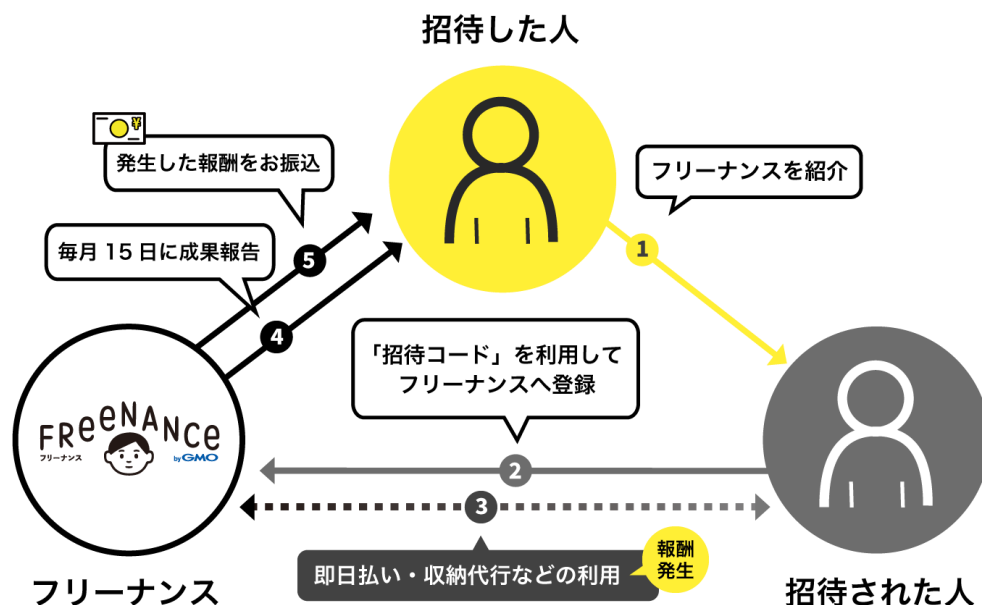 招待した人
¥
発生した報酬をお振込
フリーナンスを紹介
毎月 15 日に成果報告
5
1
4
「招待コード」を利用して
フリーナンスへ登録
FReeNANce
フリーナンス
by GMO
2
3
即日払い・収納代行などの利用
報酬
発生
フリーナンス
招待された人